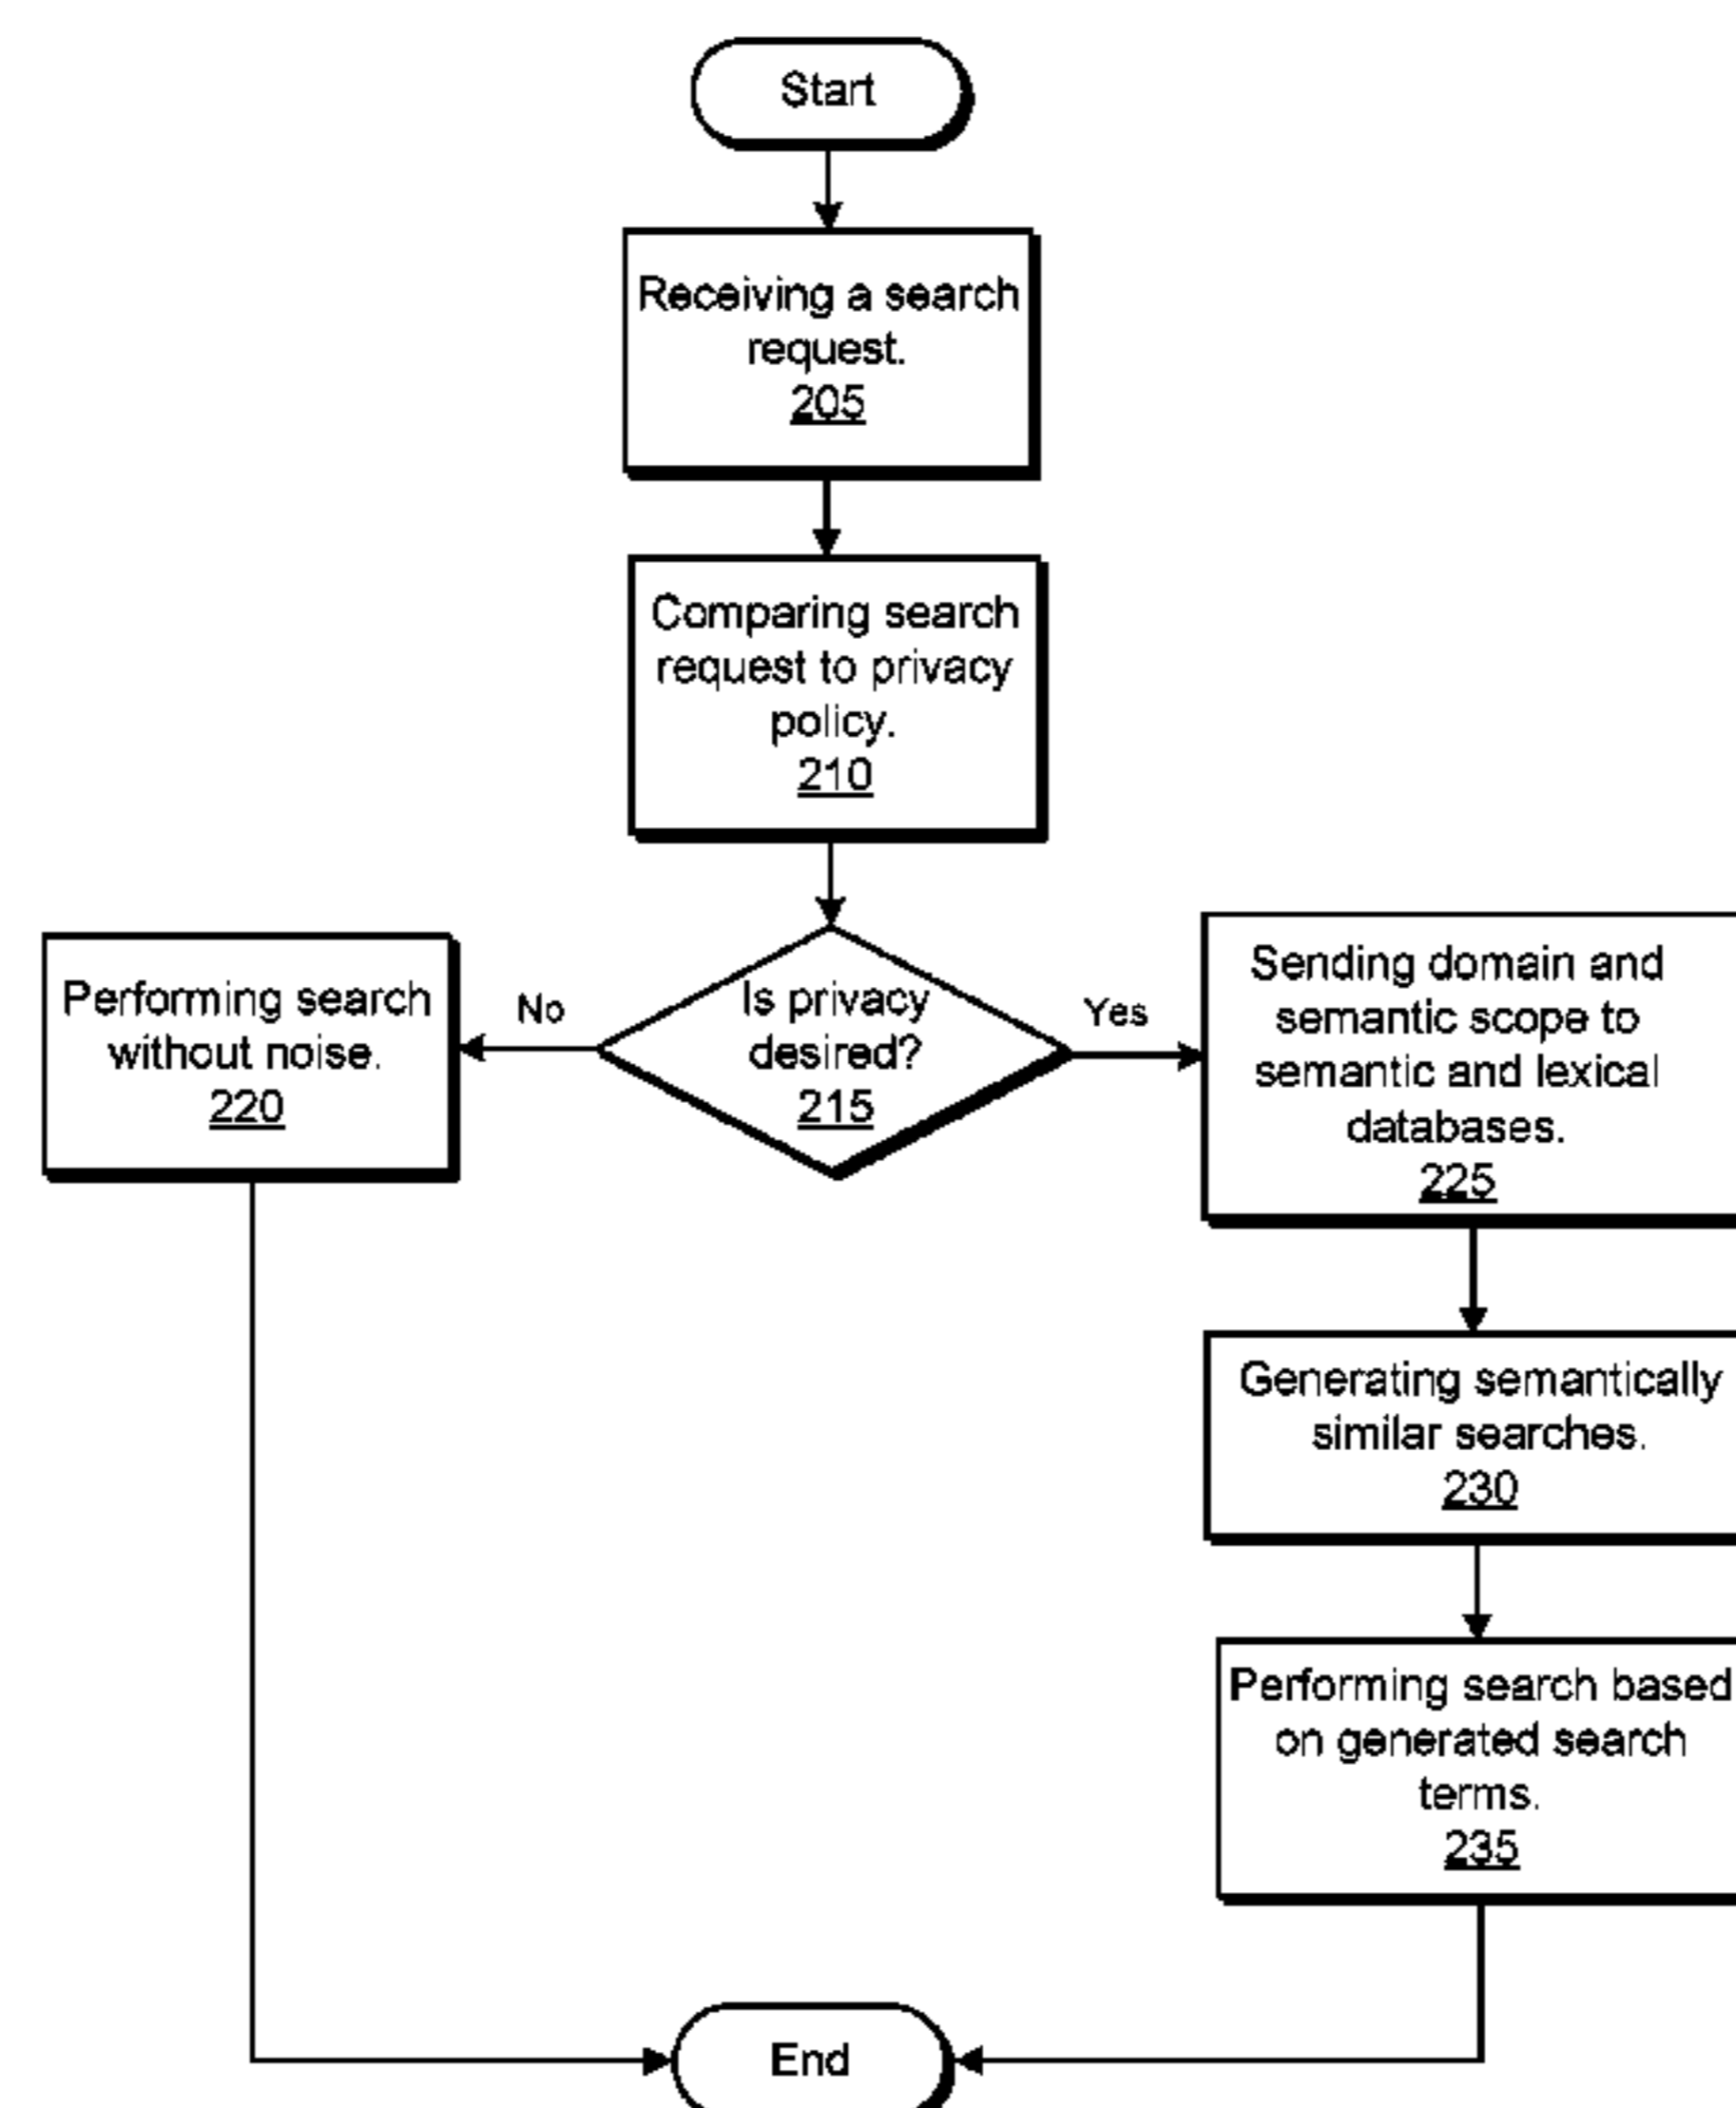 Start
Receiving a search
request.
205
Comparing search
request to privacy
policy.
210
Performing search
without noise.
220
No
Is privacy
desired?
215
Yes
Sending domain and
semantic scope to
semantic and lexical
databases.
225
Generating semantically
similar searches.
230
Performing search based
on generated search
terms.
235
End